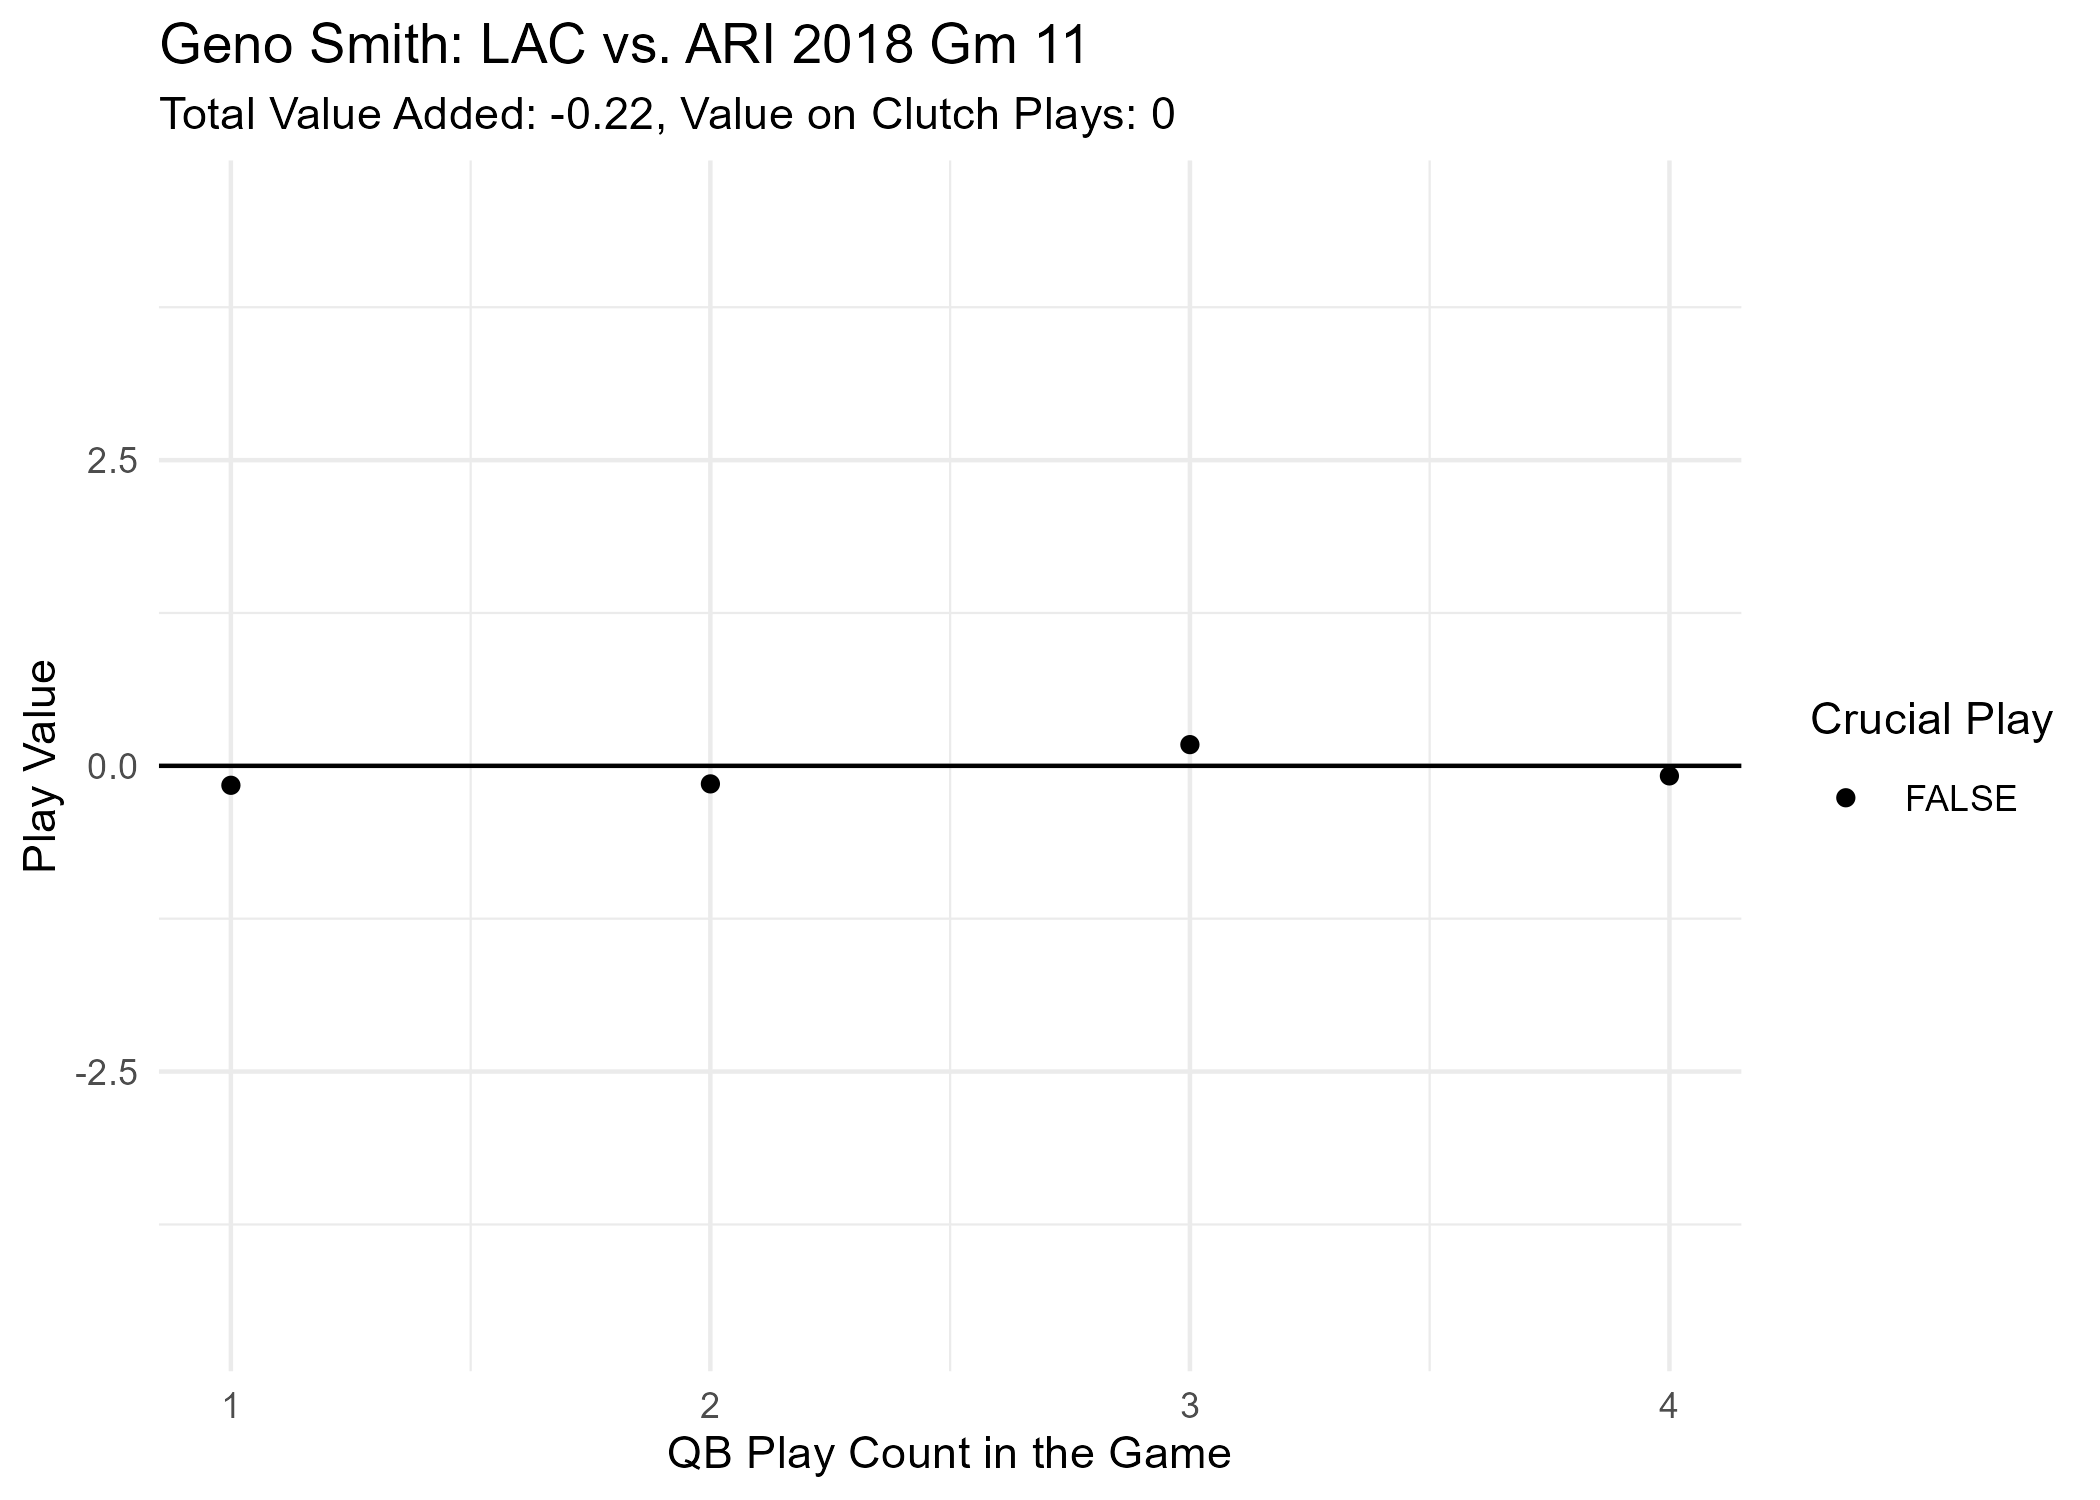 Geno Smith: LAC vs. ARI 2018 Gm 11
Total Value Added: -0.22, Value on Clutch Plays: 0
Play Value
2.5
0.0
-2.5
1 2 3 4
QB Play Count in the Game
Crucial Play
FALSE